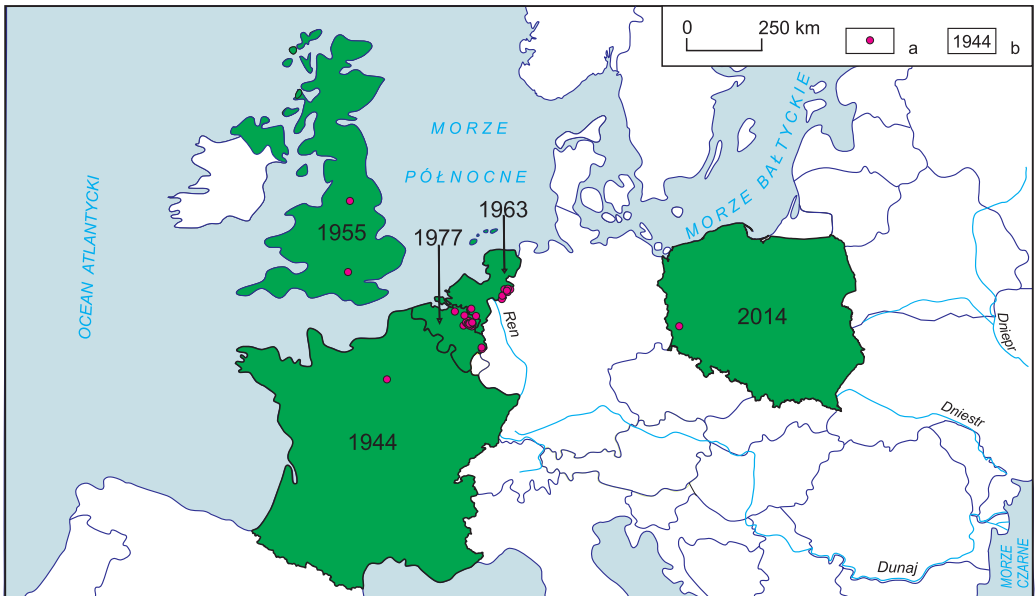 0 250 km a 1944 b
OCEAN ATLANTYCKI
MORZE
PÓŁNOCNE
MORZE BAŁTYCKIE
1963
1977
1955
Ren
2014
Dniepr
1944
Dniestr
Dunaj
MORZE
CZARNE